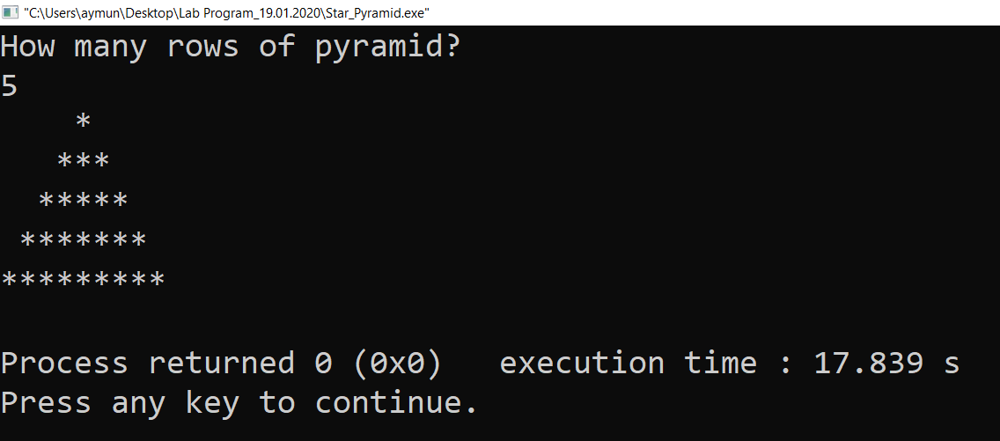 "C:\Users\aymun\Desktop\Lab Program_19.01.2020\Star_Pyramid.exe"
How many rows of pyramid?
5
    *
   ***
  *****
 *******
*********

Process returned 0 (0x0)   execution time : 17.839 s
Press any key to continue.